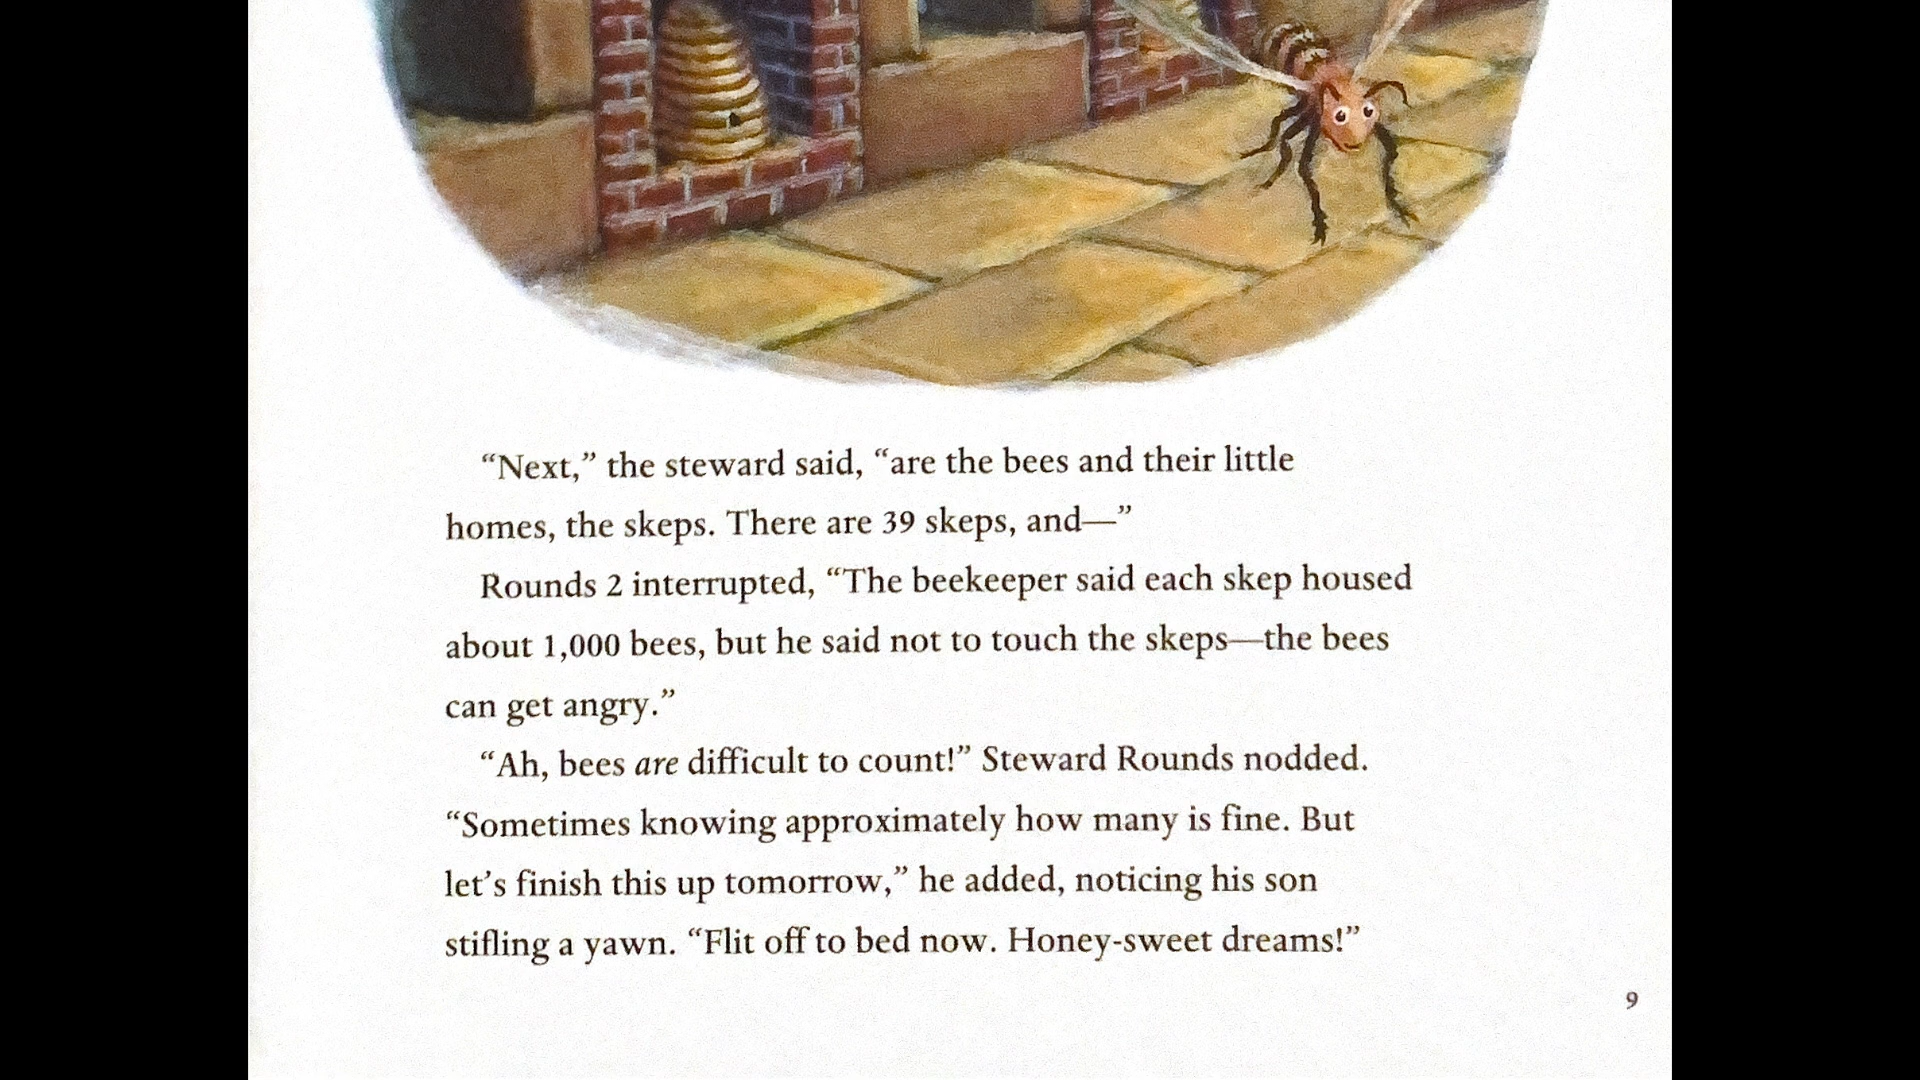 “Next,” the steward said, “are the bees and their little
homes, the skeps. There are 39 skeps, and—”
Rounds 2 interrupted, “The beekeeper said each skep housed
about 1,000 bees, but he said not to touch the skeps—the bees
can get angry.”
“Ah, bees are difficult to count!” Steward Rounds nodded.
“Sometimes knowing approximately how many is fine. But
let’s finish this up tomorrow,” he added, noticing his son
stifling a yawn. “Flit off to bed now. Honey-sweet dreams!”
9